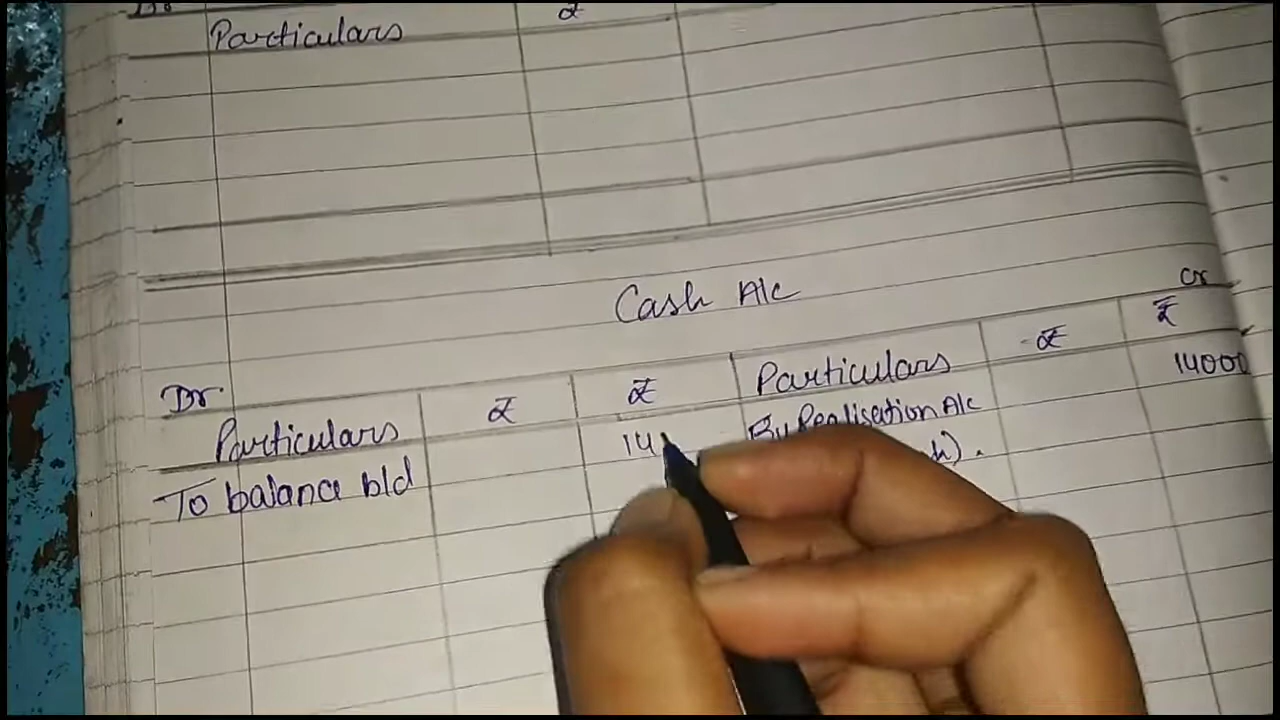 Particulars ₹
Cash A/c
Cr
Dr. ₹ ₹ Particulars ₹ ₹
Particulars 14 By Realisation A/c 14000
To balance b/d